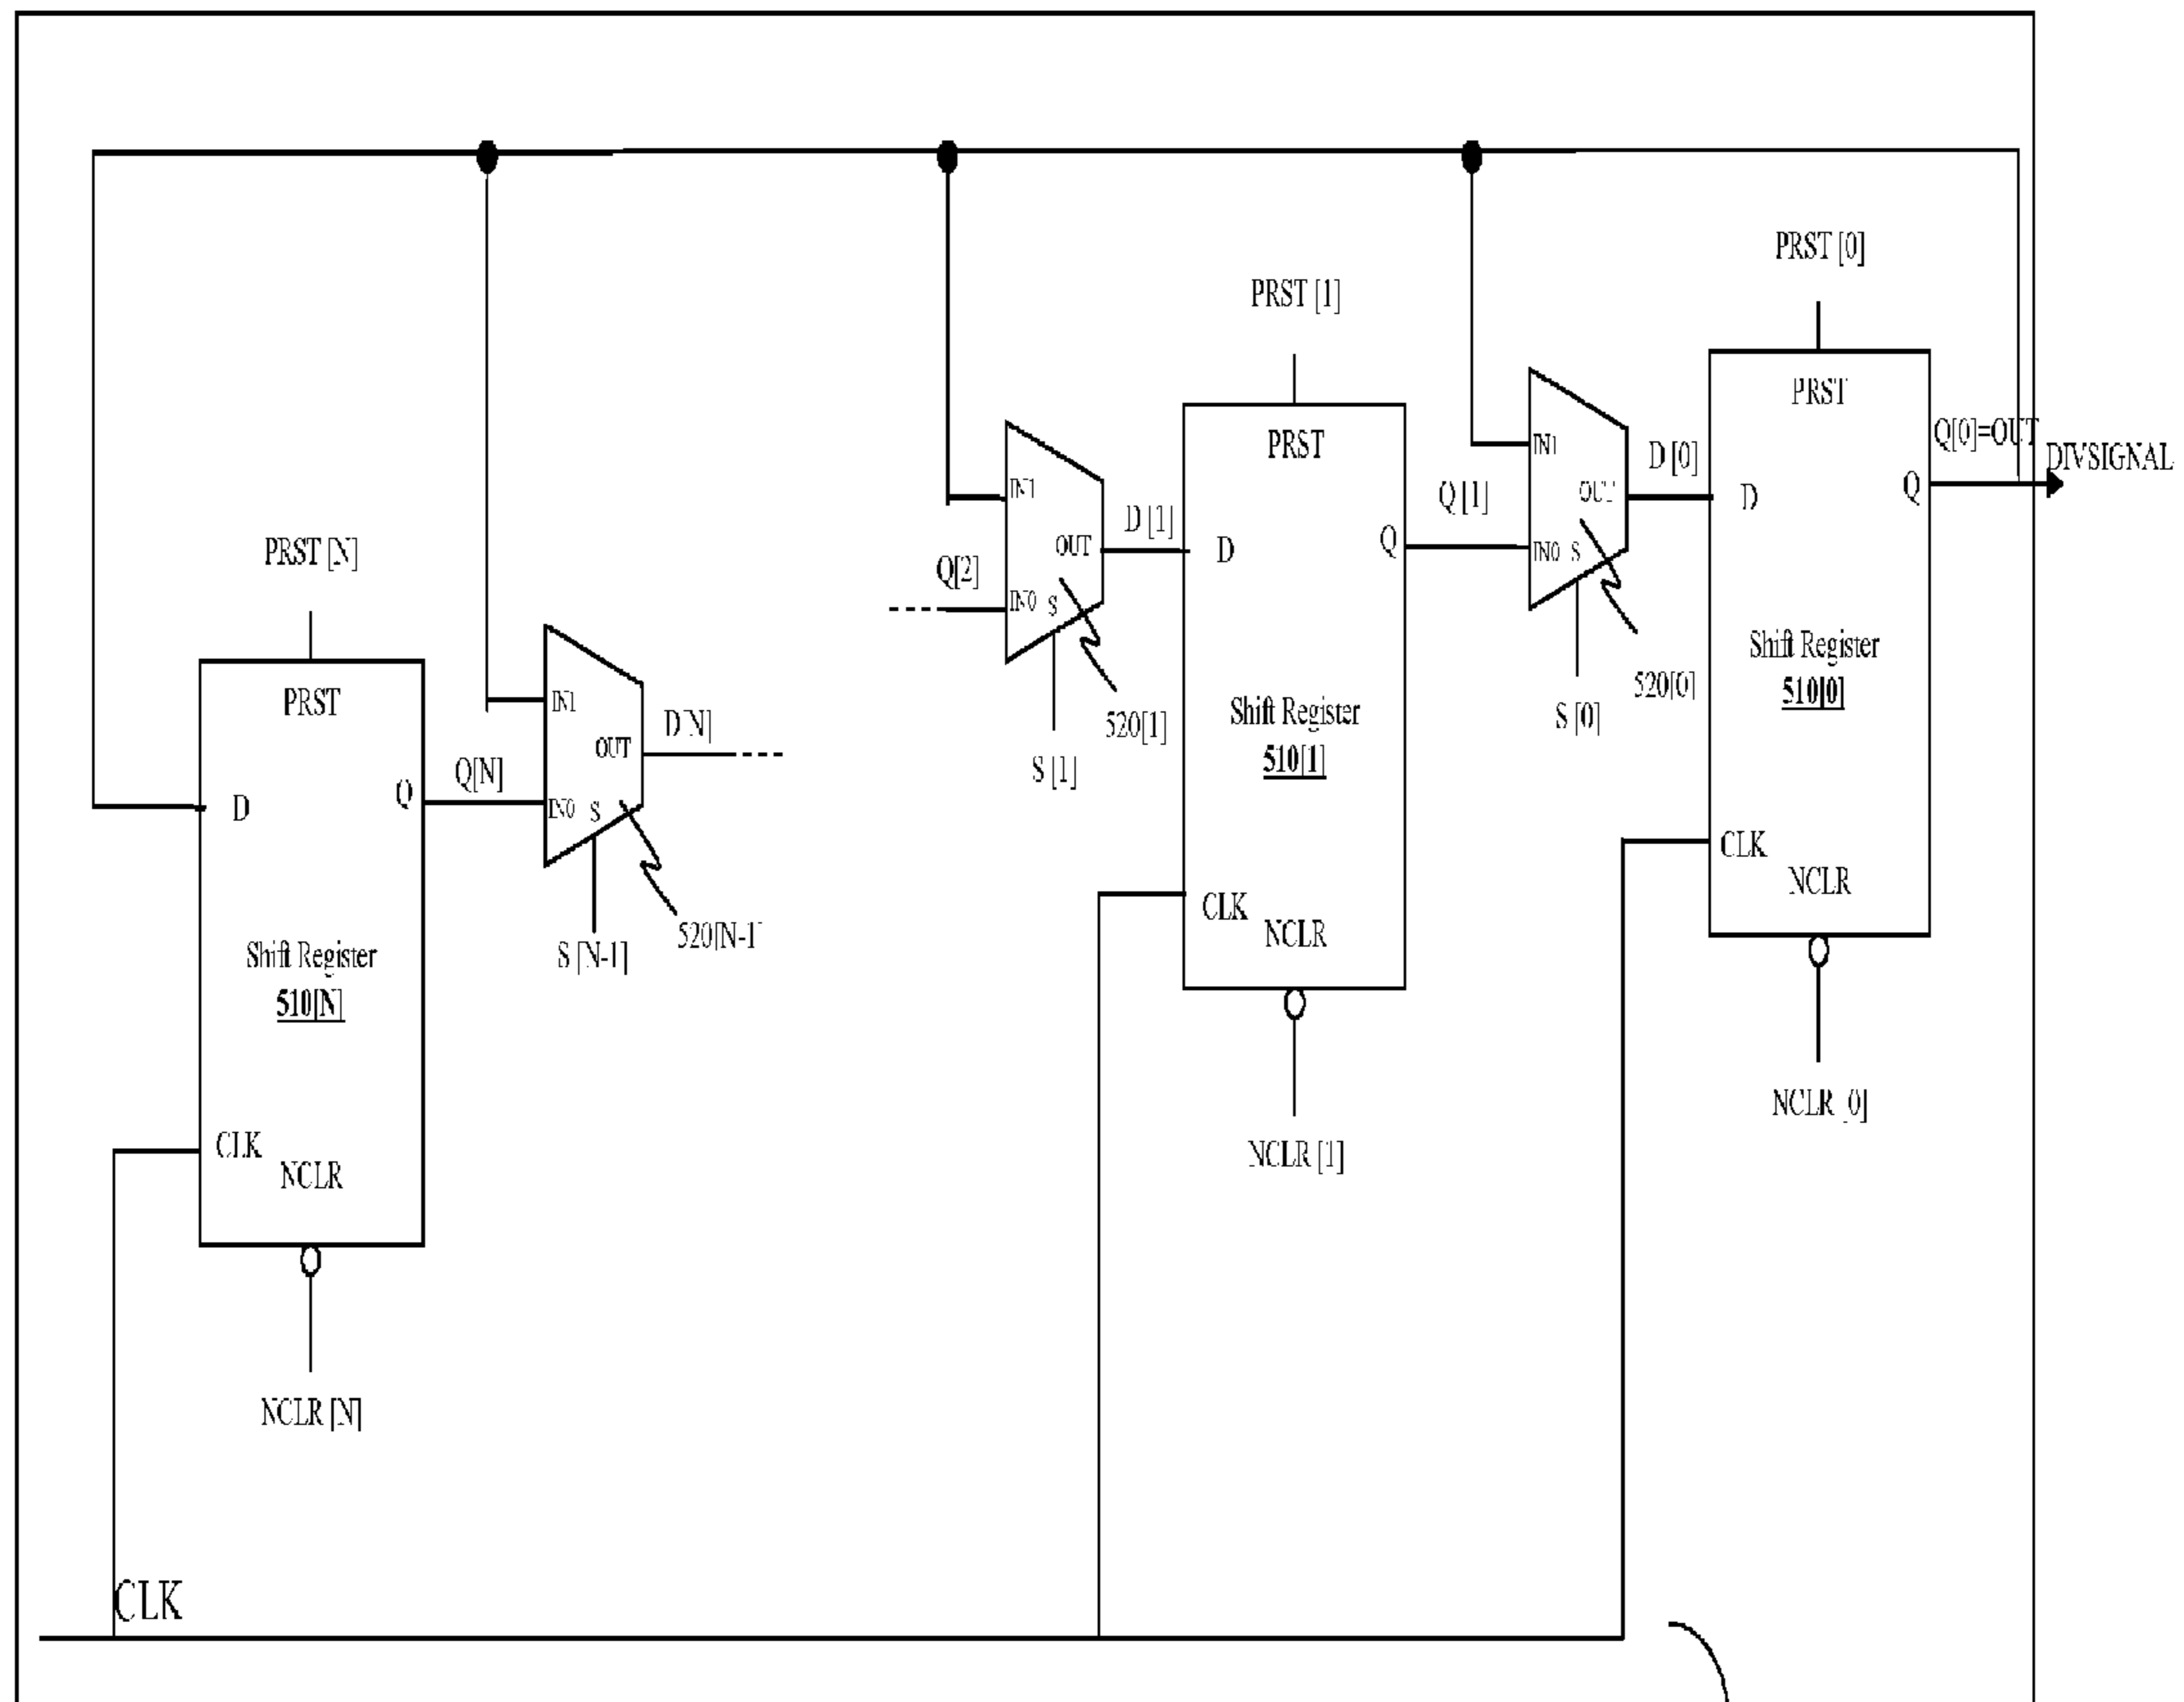 PRST [0]
PRST [1]
PRST
Q[0]=OUT
DIVSIGNAL
IN1
D [0]
Q [1]
OUT
D
Q
IN0
S
PRST
IN1
D [1]
OUT
D
Q
Q[2]
IN0
S
PRST [N]
Shift Register
510[0]
520[0]
S [0]
Shift Register
510[1]
520[1]
S [1]
PRST
IN1
D[N]
OUT
Q[N]
D
Q
IN0
S
CLK
NCLR
CLK
NCLR
520[N-1]
S [N-1]
Shift Register
510[N]
NCLR [0]
CLK
NCLR
NCLR [1]
NCLR [N]
CLK